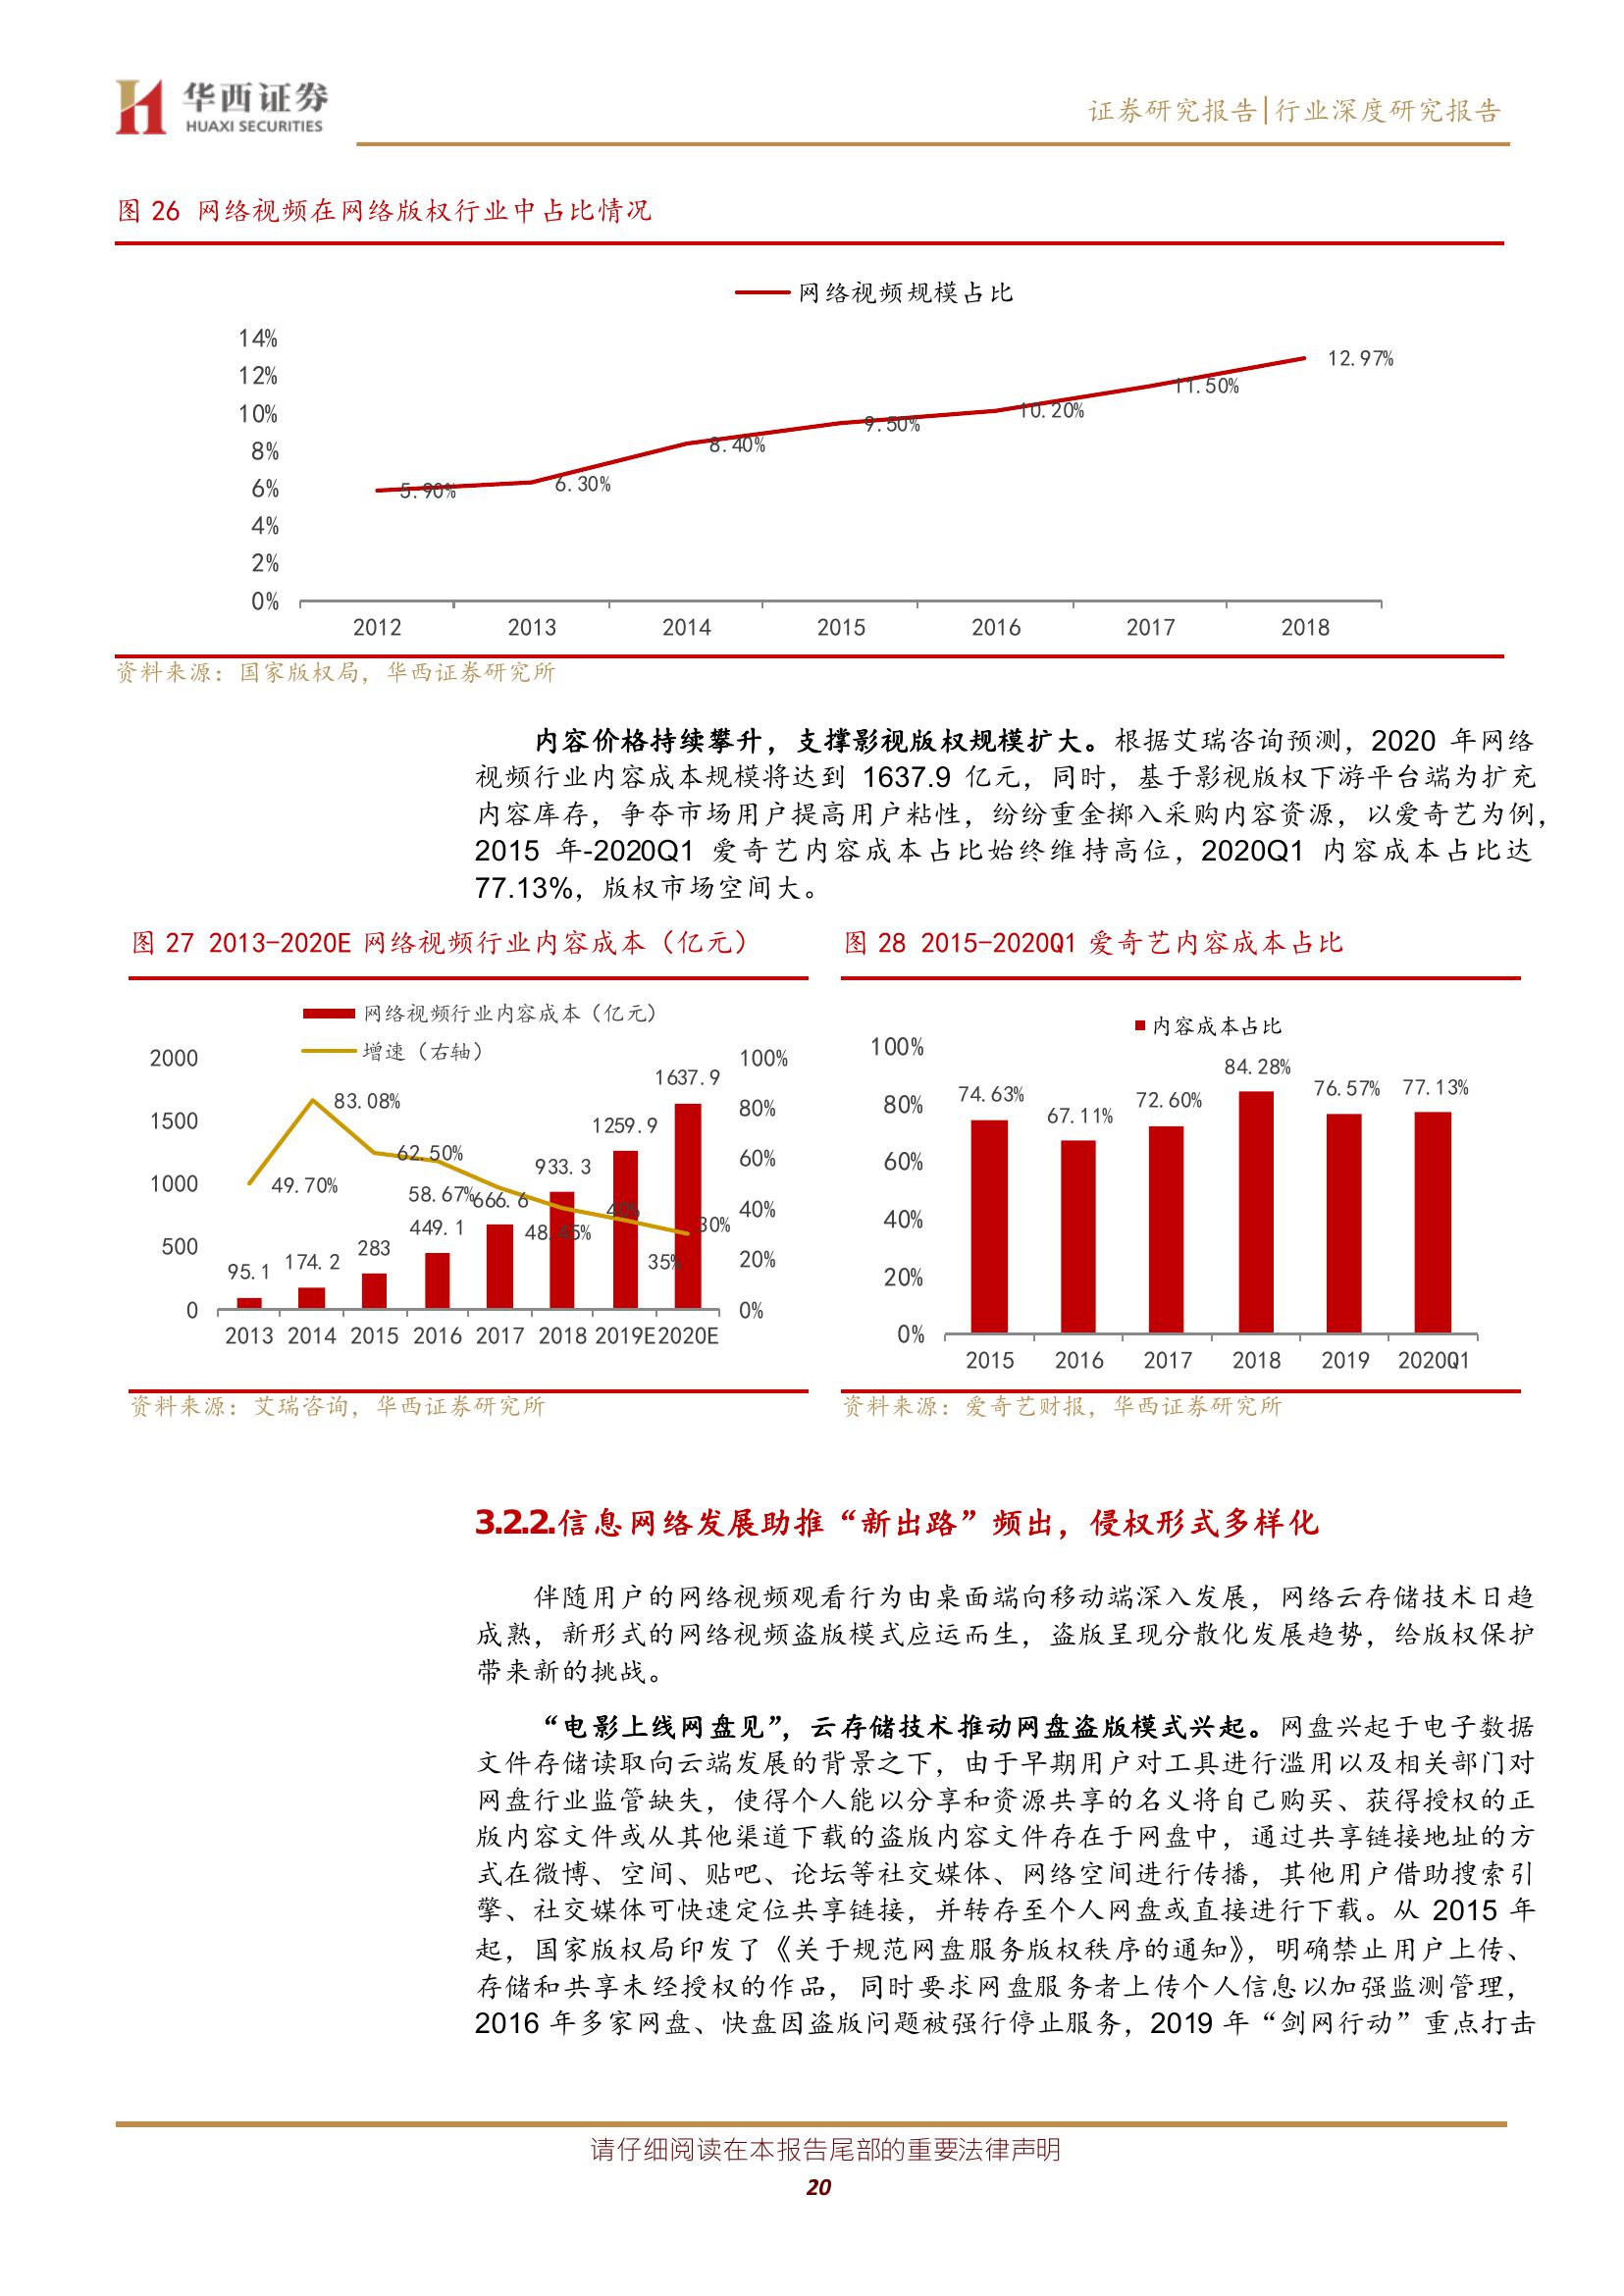 华西证券
HUAXI SECURITIES
证券研究报告|行业深度研究报告
图 26 网络视频在网络版权行业中占比情况
网络视频规模占比
14%
12%
10%
8%
6%
4%
2%
0%
5.90%
6.30%
8.40%
9.50%
10.20%
11.50%
12.97%
2012 2013 2014 2015 2016 2017 2018
资料来源：国家版权局，华西证券研究所
内容价格持续攀升，支撑影视版权规模扩大。根据艾瑞咨询预测，2020 年网络
视频行业内容成本规模将达到 1637.9 亿元，同时，基于影视版权下游平台端为扩充
内容库存，争夺市场用户提高用户粘性，纷纷重金掷入采购内容资源，以爱奇艺为例，
2015 年-2020Q1 爱奇艺内容成本占比始终维持高位，2020Q1 内容成本占比达
77.13%，版权市场空间大。
图 27 2013-2020E 网络视频行业内容成本（亿元）
网络视频行业内容成本（亿元）
增速（右轴）
2000
1500
1000
500
0
100%
80%
60%
40%
20%
0%
95.1
174.2
283
449.1
666.6
933.3
1259.9
1637.9
49.70%
83.08%
62.50%
58.67%
48.45%
40%
35%
30%
2013 2014 2015 2016 2017 2018 2019E 2020E
资料来源：艾瑞咨询，华西证券研究所
图 28 2015-2020Q1 爱奇艺内容成本占比
内容成本占比
100%
80%
60%
40%
20%
0%
74.63%
67.11%
72.60%
84.28%
76.57%
77.13%
2015 2016 2017 2018 2019 2020Q1
资料来源：爱奇艺财报，华西证券研究所
3.2.2.信息网络发展助推“新出路”频出，侵权形式多样化
伴随用户的网络视频观看行为由桌面端向移动端深入发展，网络云存储技术日趋
成熟，新形式的网络视频盗版模式应运而生，盗版呈现分散化发展趋势，给版权保护
带来新的挑战。
“电影上线网盘见”，云存储技术推动网盘盗版模式兴起。网盘兴起于电子数据
文件存储读取向云端发展的背景之下，由于早期用户对工具进行滥用以及相关部门对
网盘行业监管缺失，使得个人能以分享和资源共享的名义将自己购买、获得授权的正
版内容文件或从其他渠道下载的盗版内容文件存在于网盘中，通过共享链接地址的方
式在微博、空间、贴吧、论坛等社交媒体、网络空间进行传播，其他用户借助搜索引
擎、社交媒体可快速定位共享链接，并转存至个人网盘或直接进行下载。从 2015 年
起，国家版权局印发了《关于规范网盘服务版权秩序的通知》，明确禁止用户上传、
存储和共享未经授权的作品，同时要求网盘服务者上传个人信息以加强监测管理，
2016 年多家网盘、快盘因盗版问题被强行停止服务，2019 年“剑网行动”重点打击
请仔细阅读在本报告尾部的重要法律声明
20